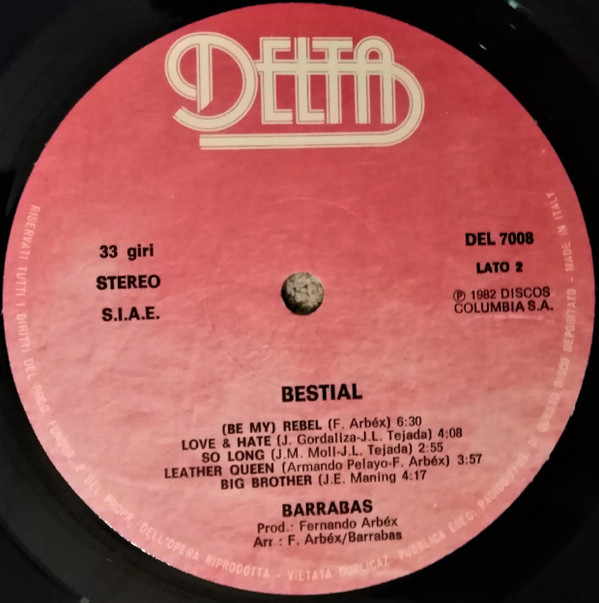 DELTA
33 giri
STEREO
S.I.A.E.
DEL 7008
LATO 2
Ⓟ 1982 DISCOS
COLUMBIA S.A.
BESTIAL
(BE MY) REBEL (F. Arbéx) 6:30
LOVE & HATE (J. Gordaliza-J.L. Tejada) 4:08
SO LONG (J.M. Moll-J.L. Tejada) 2:55
LEATHER QUEEN (Armando Pelayo-F. Arbéx) 3:57
BIG BROTHER (J.E. Maning) 4:17
BARRABAS
Prod.: Fernando Arbéx
Arr : F. Arbéx/Barrabas
RISERVATI TUTTI I DIRITTI DEL PROD. FONOGR. E DEL PROPR. DELL'OPERA RIPRODOTTA - VIETATA DUPLICAZ. PUBBLICA ESEC. RADIODIFF. DI QUESTO DISCO DEPOSITATO - MADE IN ITALY